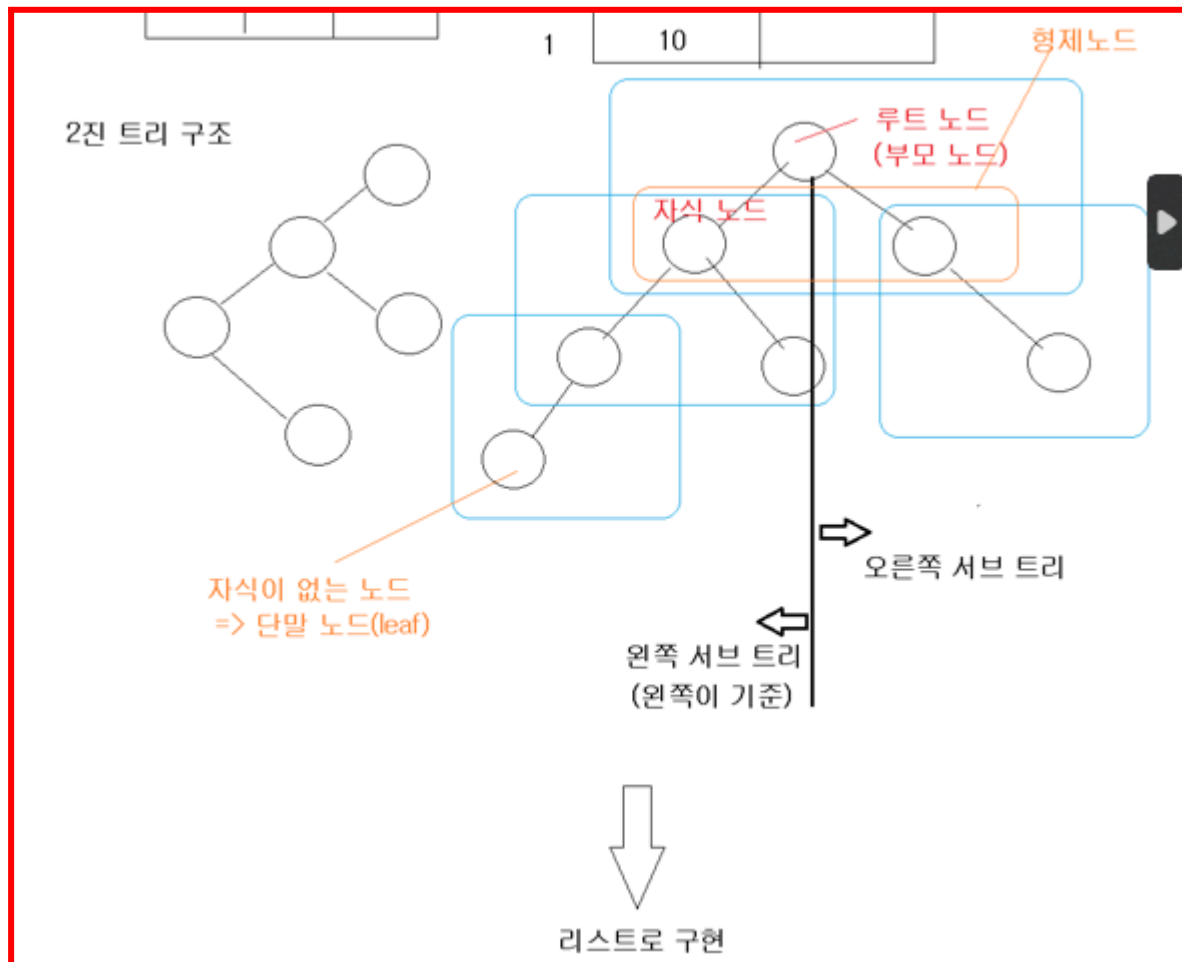 1
10
형제노드
2진 트리 구조
루트 노드
(부모 노드)
자식 노드
자식이 없는 노드
=> 단말 노드(leaf)
오른쪽 서브 트리
왼쪽 서브 트리
(왼쪽이 기준)
리스트로 구현